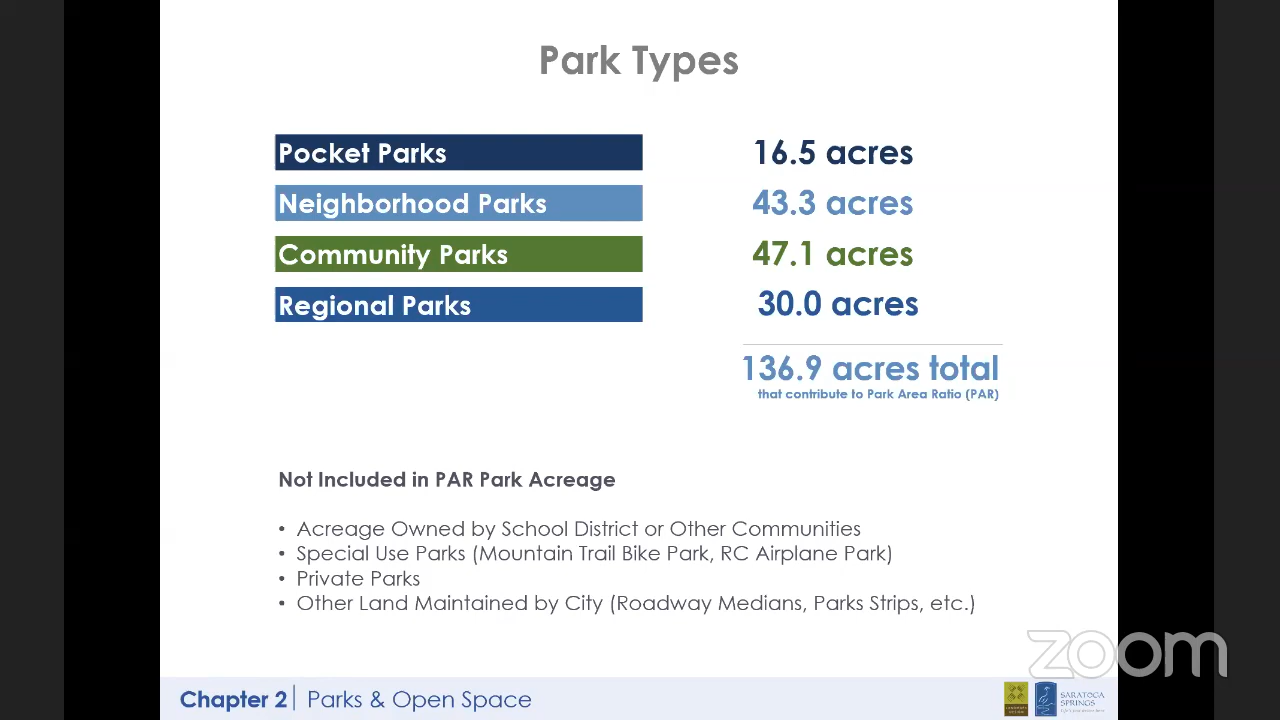 Park Types
Pocket Parks 16.5 acres
Neighborhood Parks 43.3 acres
Community Parks 47.1 acres
Regional Parks 30.0 acres
136.9 acres total
that contribute to Park Area Ratio (PAR)
Not Included in PAR Park Acreage
• Acreage Owned by School District or Other Communities
• Special Use Parks (Mountain Trail Bike Park, RC Airplane Park)
• Private Parks
• Other Land Maintained by City (Roadway Medians, Parks Strips, etc.)
zoom
Chapter 2 | Parks & Open Space
SARATOGA
SPRINGS